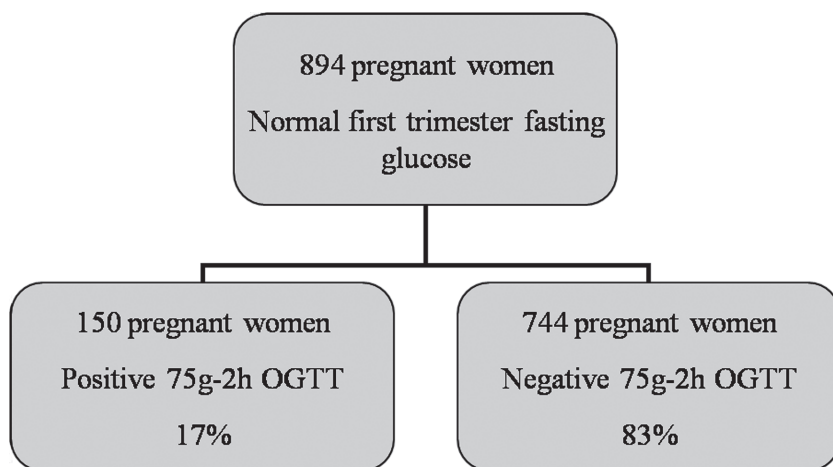 894 pregnant women
Normal first trimester fasting
glucose
150 pregnant women
Positive 75g-2h OGTT
17%
744 pregnant women
Negative 75g-2h OGTT
83%